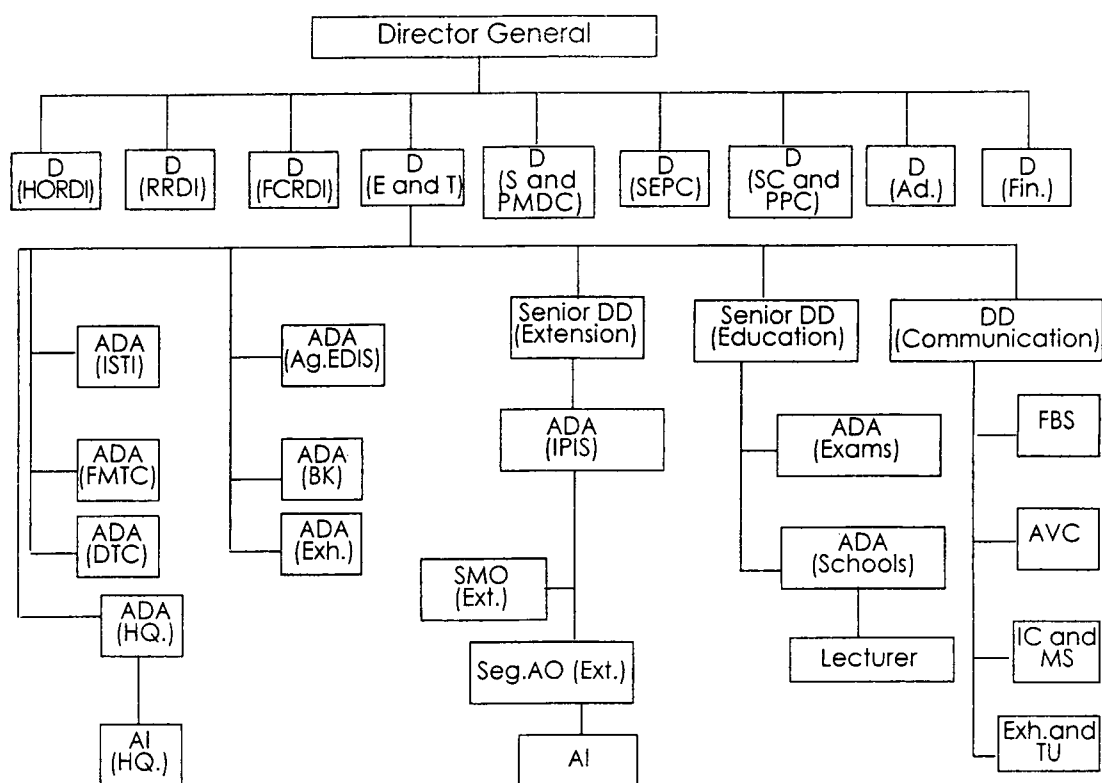 Director General
D
(HORDI)
D
(RRDI)
D
(FCRDI)
D
(E and T)
D
(S and
PMDC)
D
(SEPC)
D
(SC and
PPC)
D
(Ad.)
D
(Fin.)
Senior DD
(Extension)
Senior DD
(Education)
DD
(Communication)
ADA
(ISTI)
ADA
(Ag.EDIS)
ADA
(IPIS)
ADA
(Exams)
FBS
ADA
(FMTC)
ADA
(BK)
ADA
(DTC)
ADA
(Exh.)
ADA
(Schools)
AVC
SMO
(Ext.)
ADA
(HQ.)
Seg.AO (Ext.)
Lecturer
IC and
MS
AI
(HQ.)
AI
Exh.and
TU